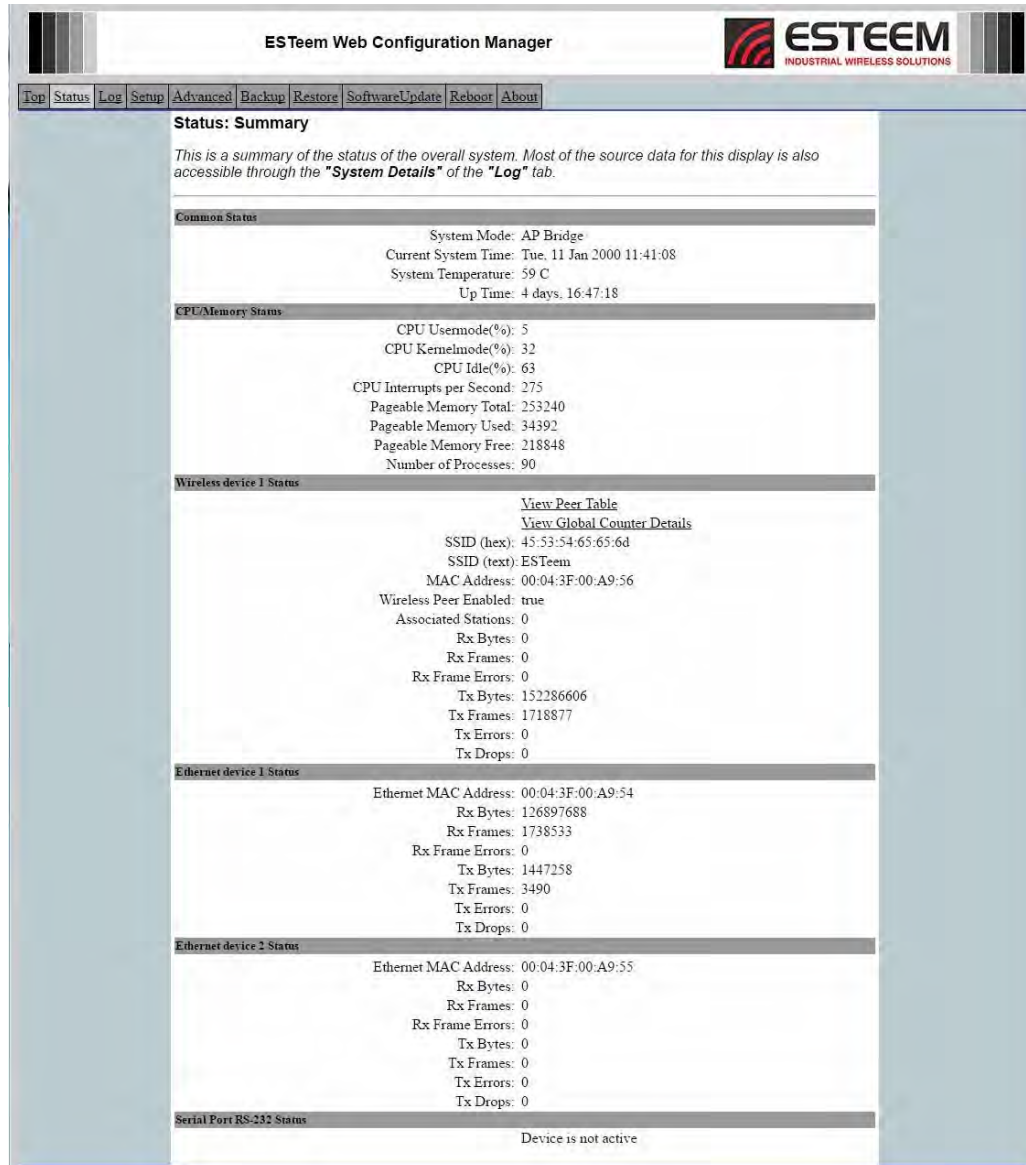 ESTeem Web Configuration Manager
ESTEEM
INDUSTRIAL WIRELESS SOLUTIONS
Top Status Log Setup Advanced Backup Restore SoftwareUpdate Reboot About
Status: Summary
This is a summary of the status of the overall system. Most of the source data for this display is also
accessible through the "System Details" of the "Log" tab.
Common Status
System Mode: AP Bridge
Current System Time: Tue, 11 Jan 2000 11:41:08
System Temperature: 59 C
Up Time: 4 days, 16:47:18
CPU/Memory Status
CPU Usermode(%): 5
CPU Kernelmode(%): 32
CPU Idle(%): 63
CPU Interrupts per Second: 275
Pageable Memory Total: 253240
Pageable Memory Used: 34392
Pageable Memory Free: 218848
Number of Processes: 90
Wireless device 1 Status
View Peer Table
View Global Counter Details
SSID (hex): 45:53:54:65:65:6d
SSID (text): ESTeem
MAC Address: 00:04:3F:00:A9:56
Wireless Peer Enabled: true
Associated Stations: 0
Rx Bytes: 0
Rx Frames: 0
Rx Frame Errors: 0
Tx Bytes: 152286606
Tx Frames: 1718877
Tx Errors: 0
Tx Drops: 0
Ethernet device 1 Status
Ethernet MAC Address: 00:04:3F:00:A9:54
Rx Bytes: 126897688
Rx Frames: 1738533
Rx Frame Errors: 0
Tx Bytes: 1447258
Tx Frames: 3490
Tx Errors: 0
Tx Drops: 0
Ethernet device 2 Status
Ethernet MAC Address: 00:04:3F:00:A9:55
Rx Bytes: 0
Rx Frames: 0
Rx Frame Errors: 0
Tx Bytes: 0
Tx Frames: 0
Tx Errors: 0
Tx Drops: 0
Serial Port RS-232 Status
Device is not active